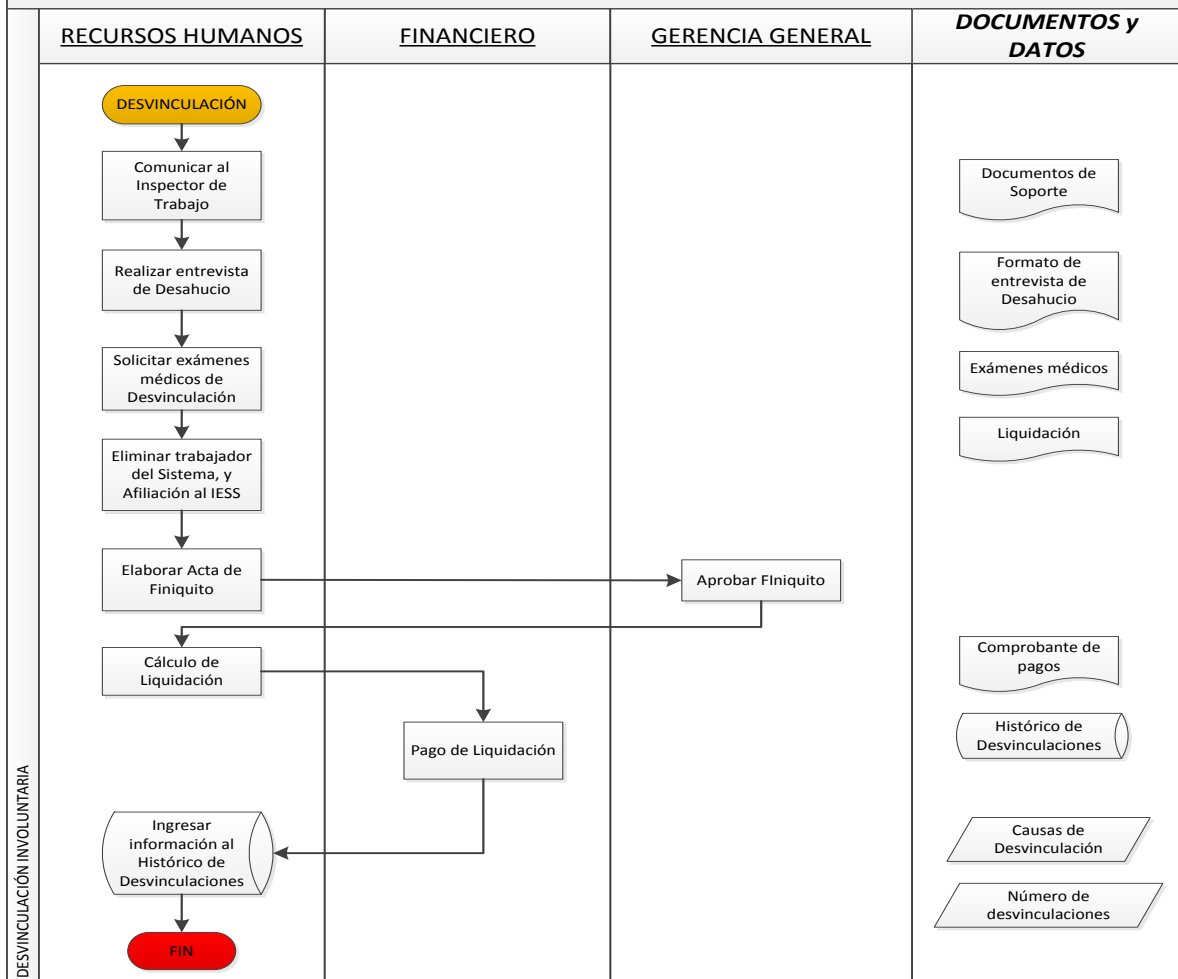 RECURSOS HUMANOS
FINANCIERO
GERENCIA GENERAL
DOCUMENTOS y
DATOS
DESVINCULACIÓN
Comunicar al
Inspector de
Trabajo
Realizar entrevista
de Desahucio
Solicitar exámenes
médicos de
Desvinculación
Eliminar trabajador
del Sistema, y
Afiliación al IESS
Elaborar Acta de
Finiquito
Aprobar FIniquito
Cálculo de
Liquidación
Pago de Liquidación
Ingresar
información al
Histórico de
Desvinculaciones
FIN
Documentos de
Soporte
Formato de
entrevista de
Desahucio
Exámenes médicos
Liquidación
Comprobante de
pagos
Histórico de
Desvinculaciones
Causas de
Desvinculación
Número de
desvinculaciones
DESVINCULACIÓN INVOLUNTARIA